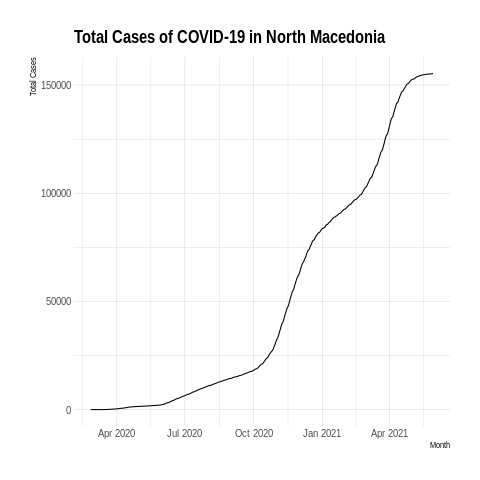 Total Cases of COVID-19 in North Macedonia
Total Cases
150000
100000
50000
0
Apr 2020 Jul 2020 Oct 2020 Jan 2021 Apr 2021
Month